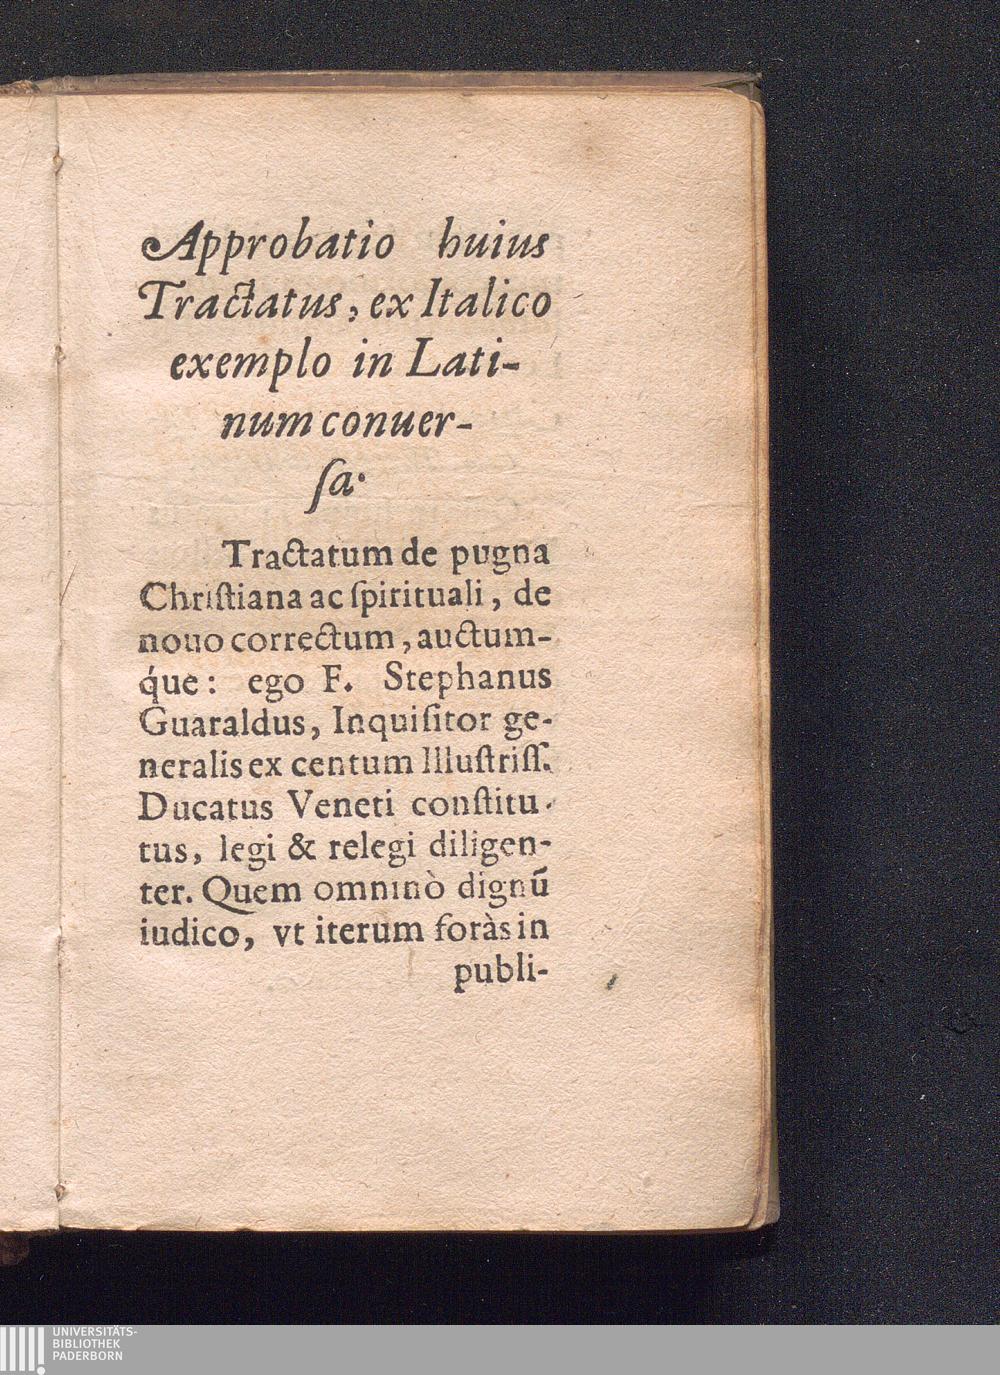 Approbatio huius
Tractatus, ex Italico
exemplo in Lati-
num conuer-
ſa.
Tractatum de pugna
Chriſtiana ac ſpirituali, de
nouo correctum, auctum-
q́ue: ego F. Stephanus
Guaraldus, Inquiſitor ge-
neralis ex centum Illuſtriſſ.
Ducatus Veneti conſtitu-
tus, legi & relegi diligen-
ter. Quem omninò dignū
iudico, vt iterum foràs in
publi-
UNIVERSITÄTS-
BIBLIOTHEK
PADERBORN